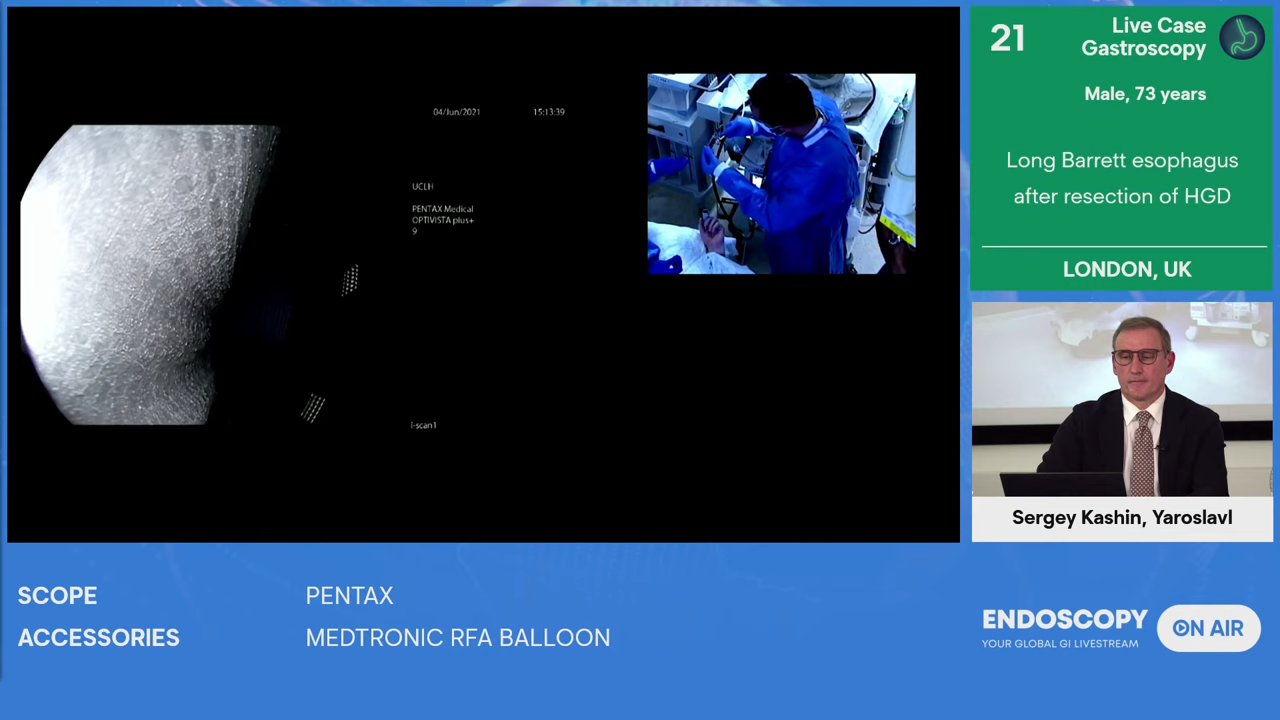 04/Jun/2021 15:13:39
UCLH
PENTAX Medical
OPTIVISTA plus+
9
i-scan1
21
Live Case
Gastroscopy
Male, 73 years
Long Barrett esophagus
after resection of HGD
LONDON, UK
Sergey Kashin, Yaroslavl
SCOPE PENTAX
ACCESSORIES MEDTRONIC RFA BALLOON
ENDOSCOPY ON AIR
YOUR GLOBAL GI LIVESTREAM